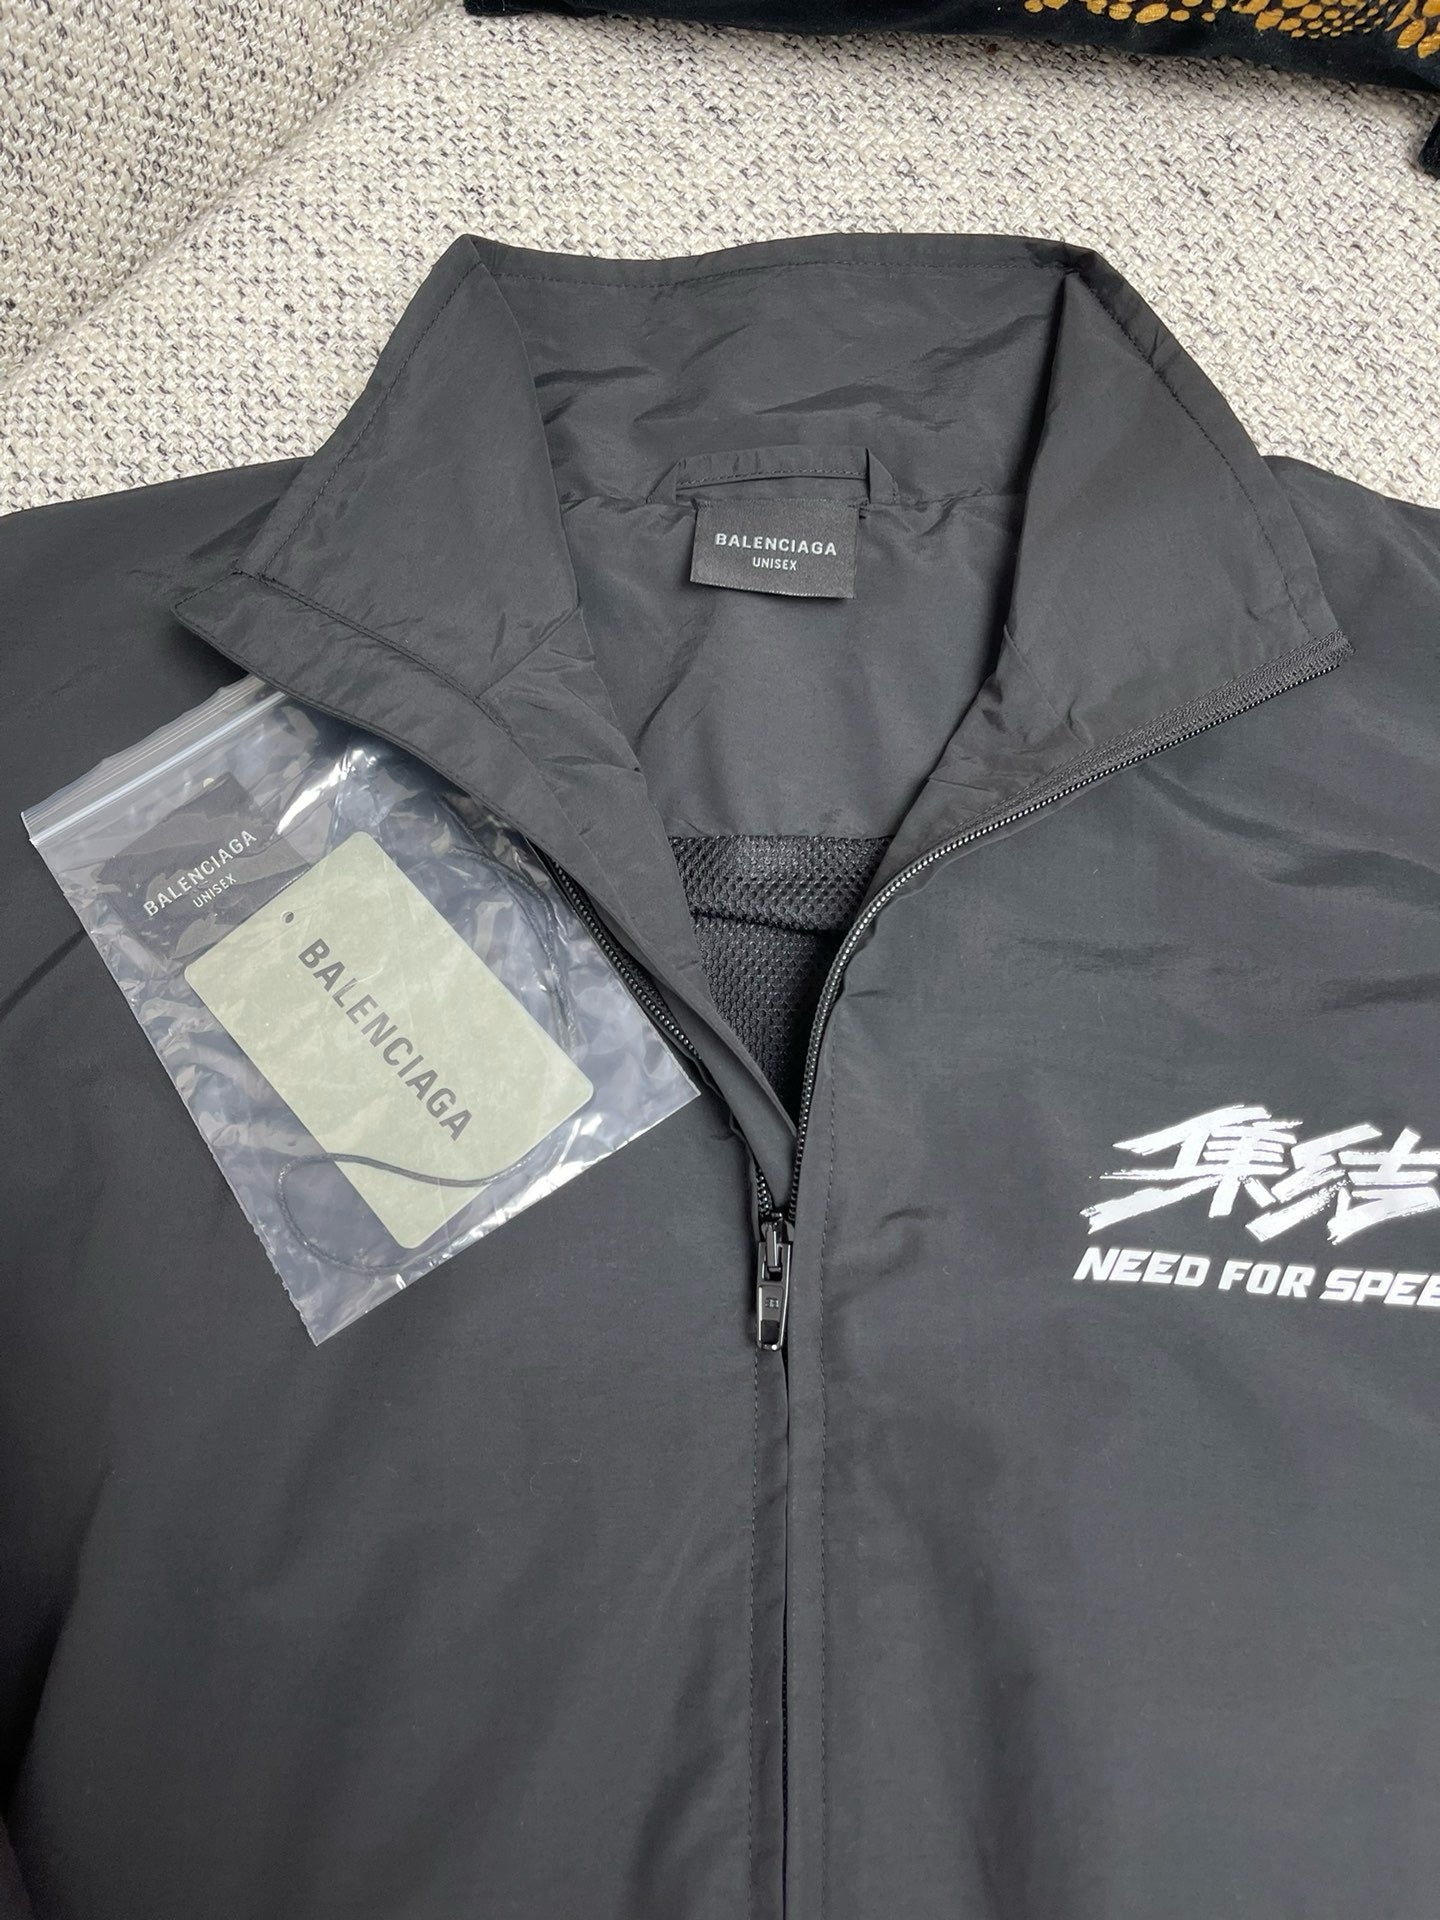 BALENCIAGA
UNISEX
BALENCIAGA
UNISEX
BALENCIAGA
集结
NEED FOR SPEE